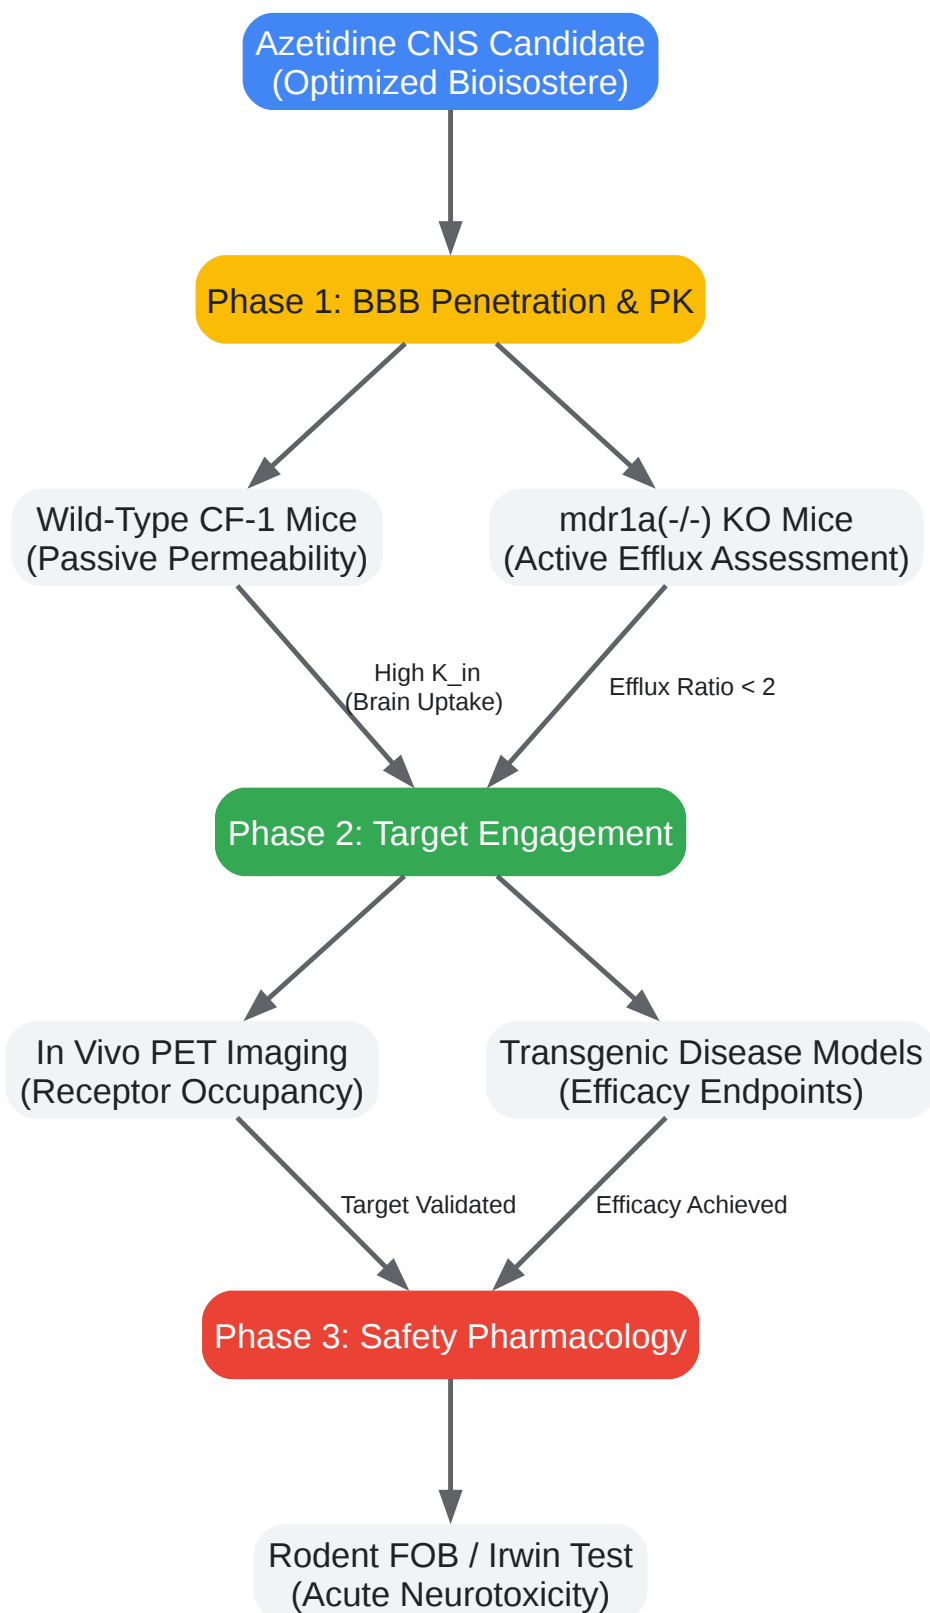 Azetidine CNS Candidate
(Optimized Bioisostere)
Phase 1: BBB Penetration & PK
Wild-Type CF-1 Mice
(Passive Permeability)
mdr1a(-/-) KO Mice
(Active Efflux Assessment)
High K_in
(Brain Uptake)
Efflux Ratio < 2
Phase 2: Target Engagement
In Vivo PET Imaging
(Receptor Occupancy)
Transgenic Disease Models
(Efficacy Endpoints)
Target Validated
Efficacy Achieved
Phase 3: Safety Pharmacology
Rodent FOB / Irwin Test
(Acute Neurotoxicity)